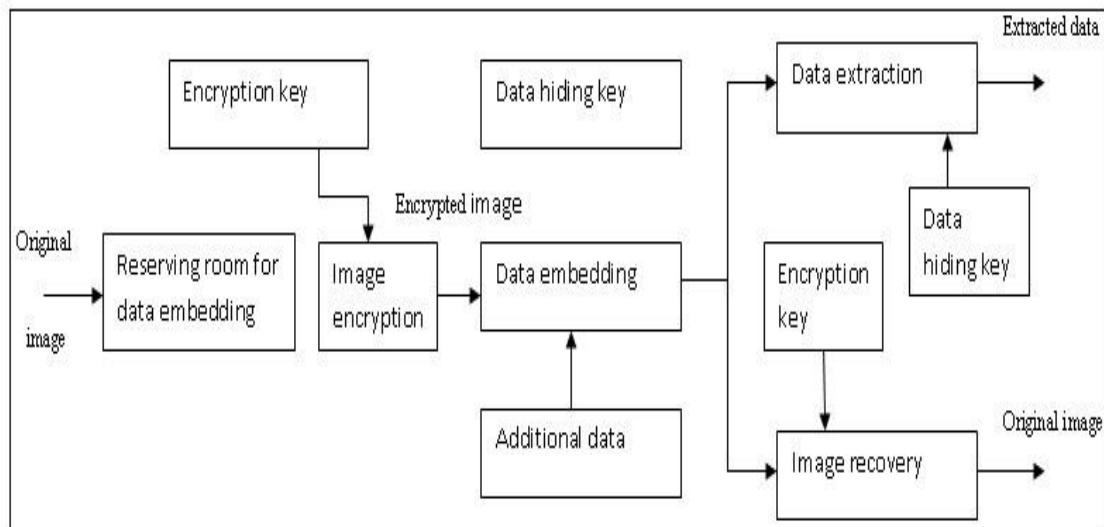 Extracted data
Encryption key
Data hiding key
Data extraction
Encrypted image
Original
image
Reserving room for
data embedding
Image
encryption
Data embedding
Encryption
key
Data
hiding key
Additional data
Image recovery
Original image